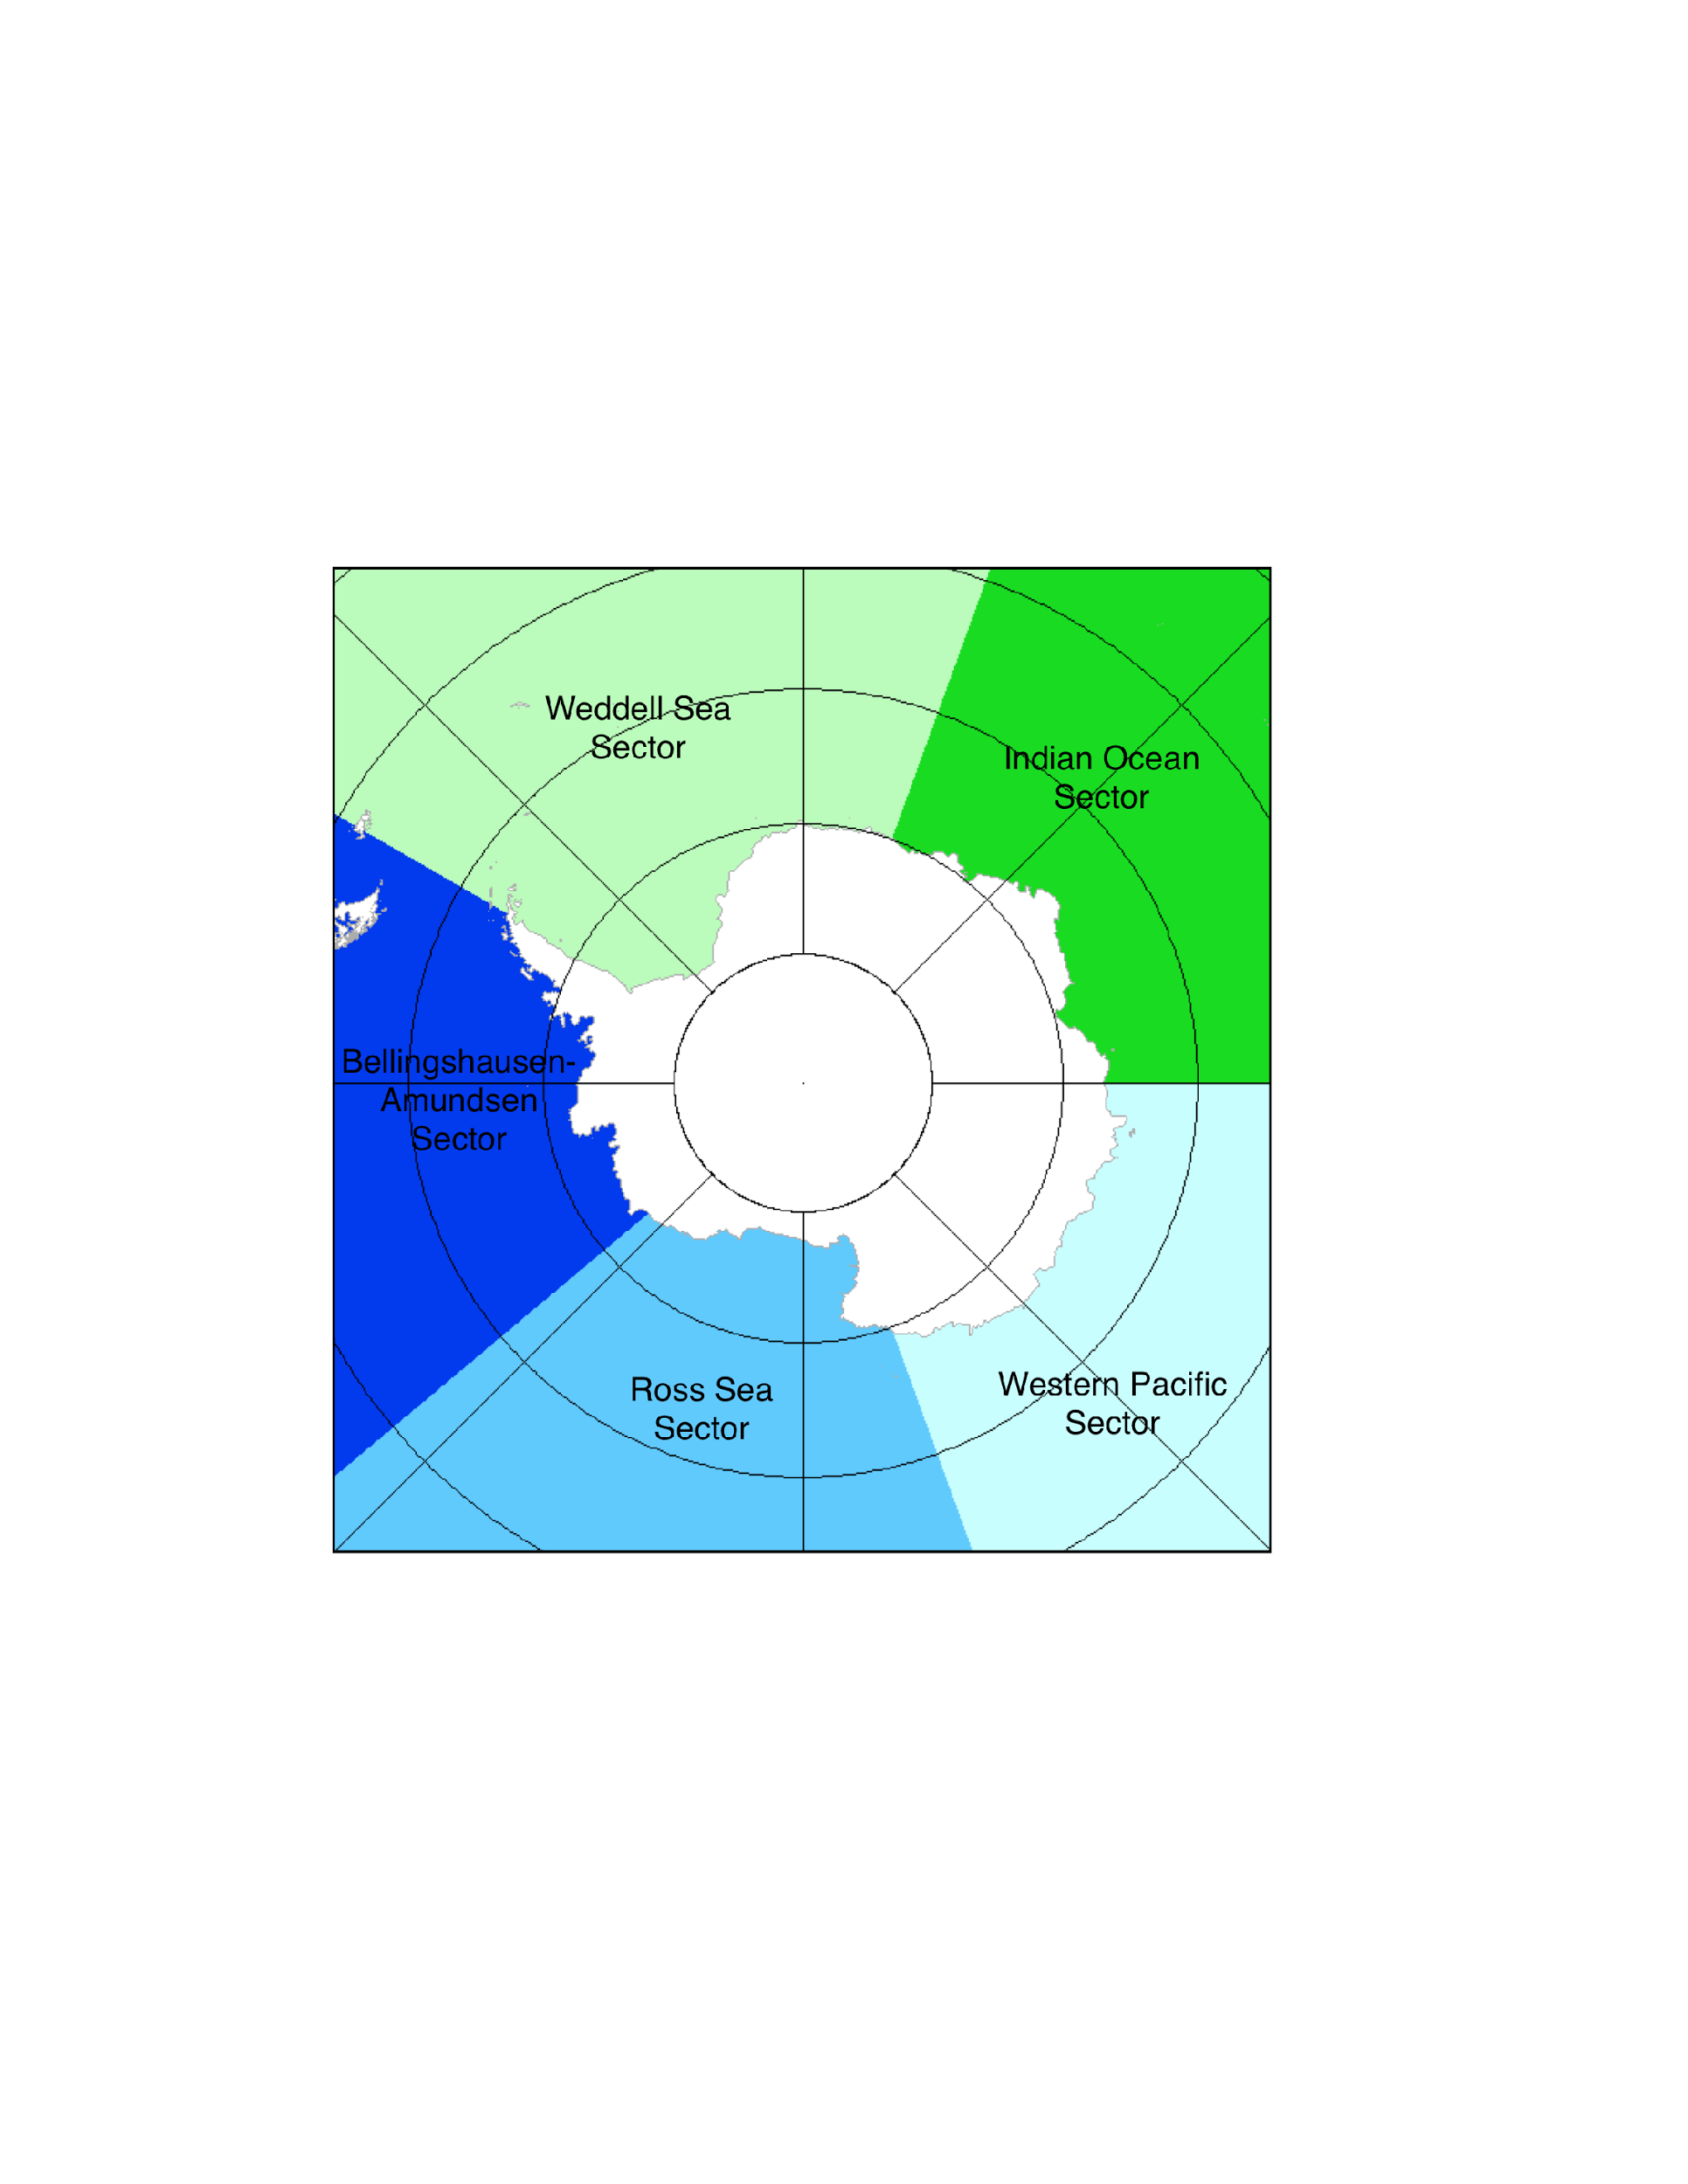 Weddell Sea
Sector
Indian Ocean
Sector
Bellingshausen-
Amundsen
Sector
Ross Sea
Sector
Western Pacific
Sector